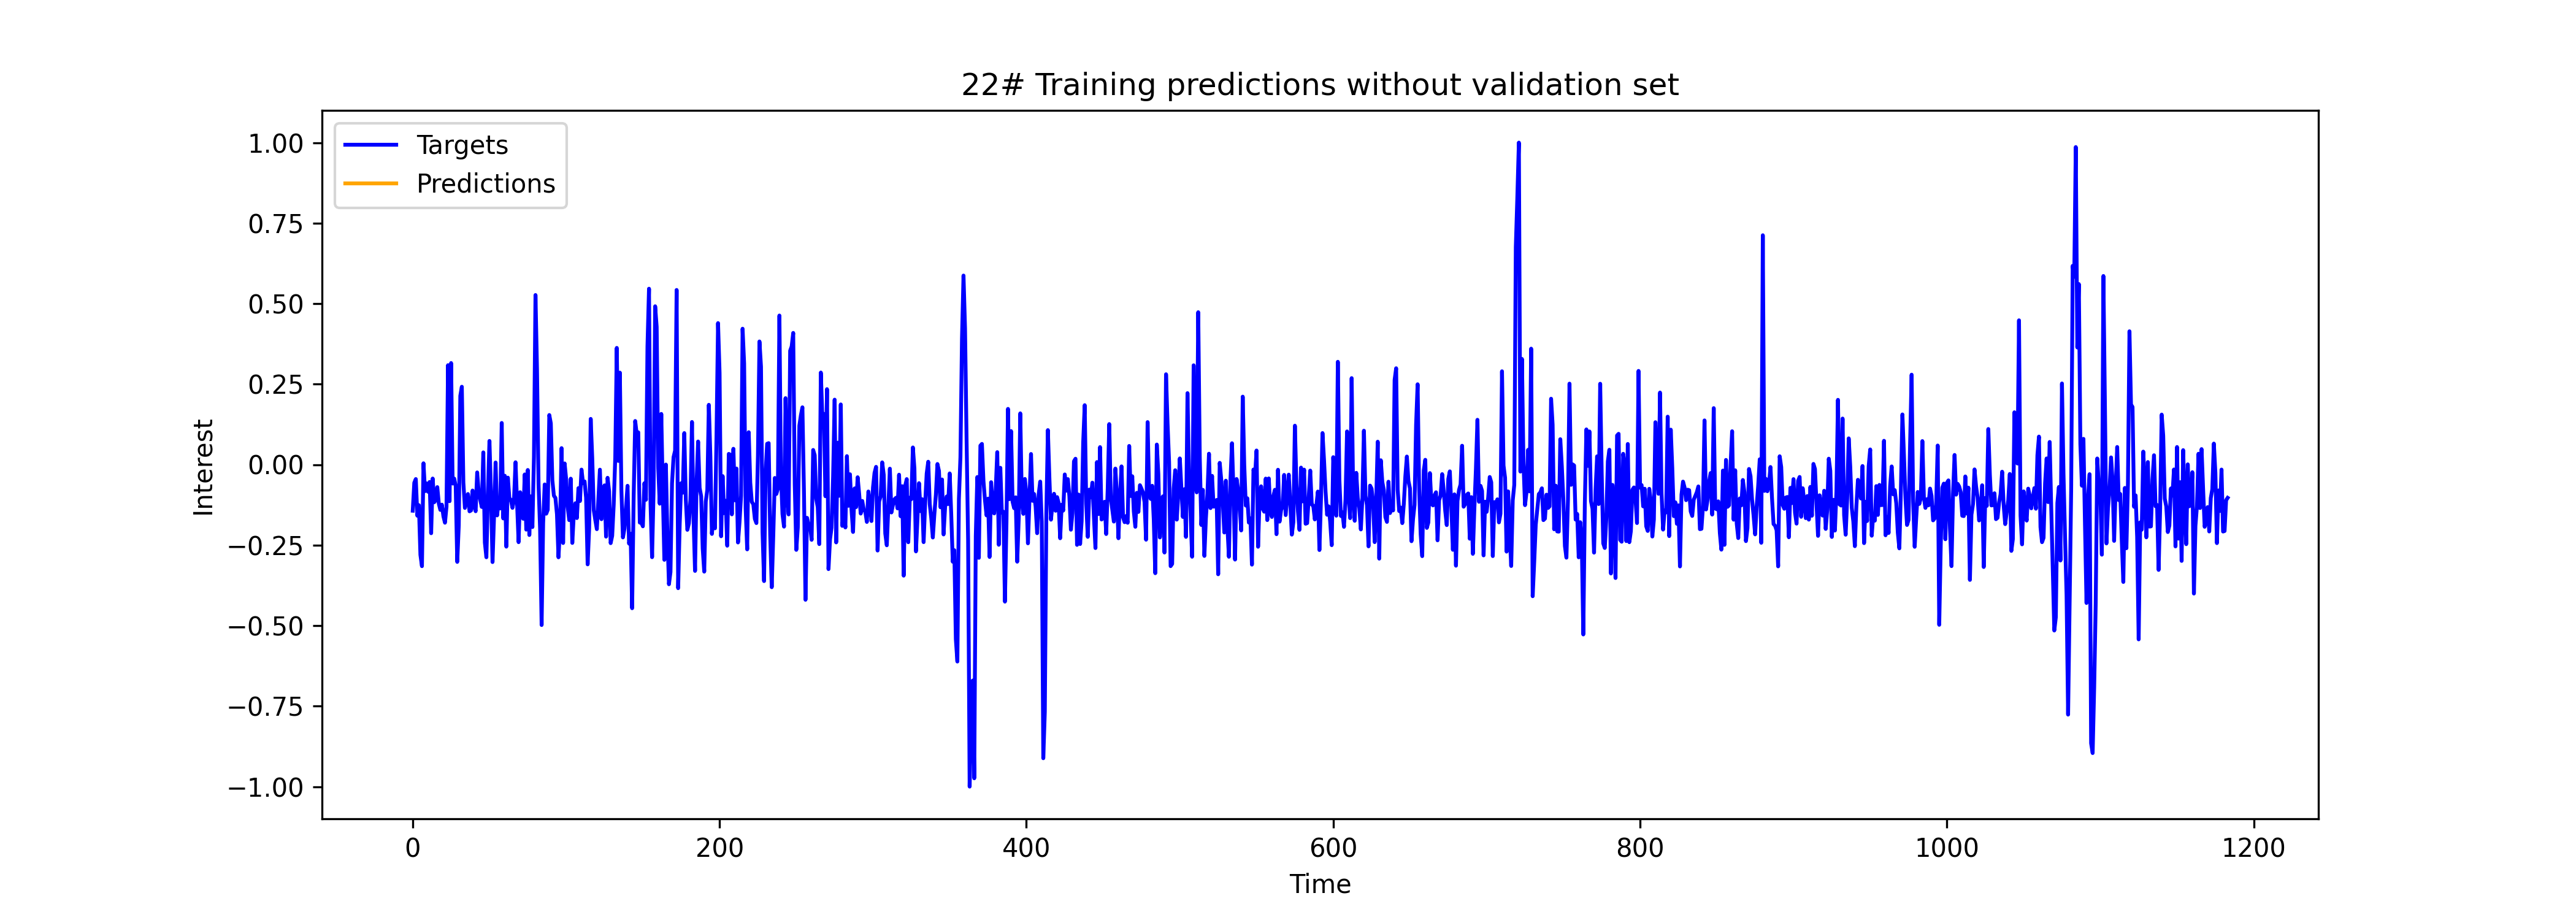 22# Training predictions without validation set
Targets
Predictions
1.00
0.75
0.50
0.25
0.00
−0.25
−0.50
−0.75
−1.00
Interest
0 200 400 600 800 1000 1200
Time